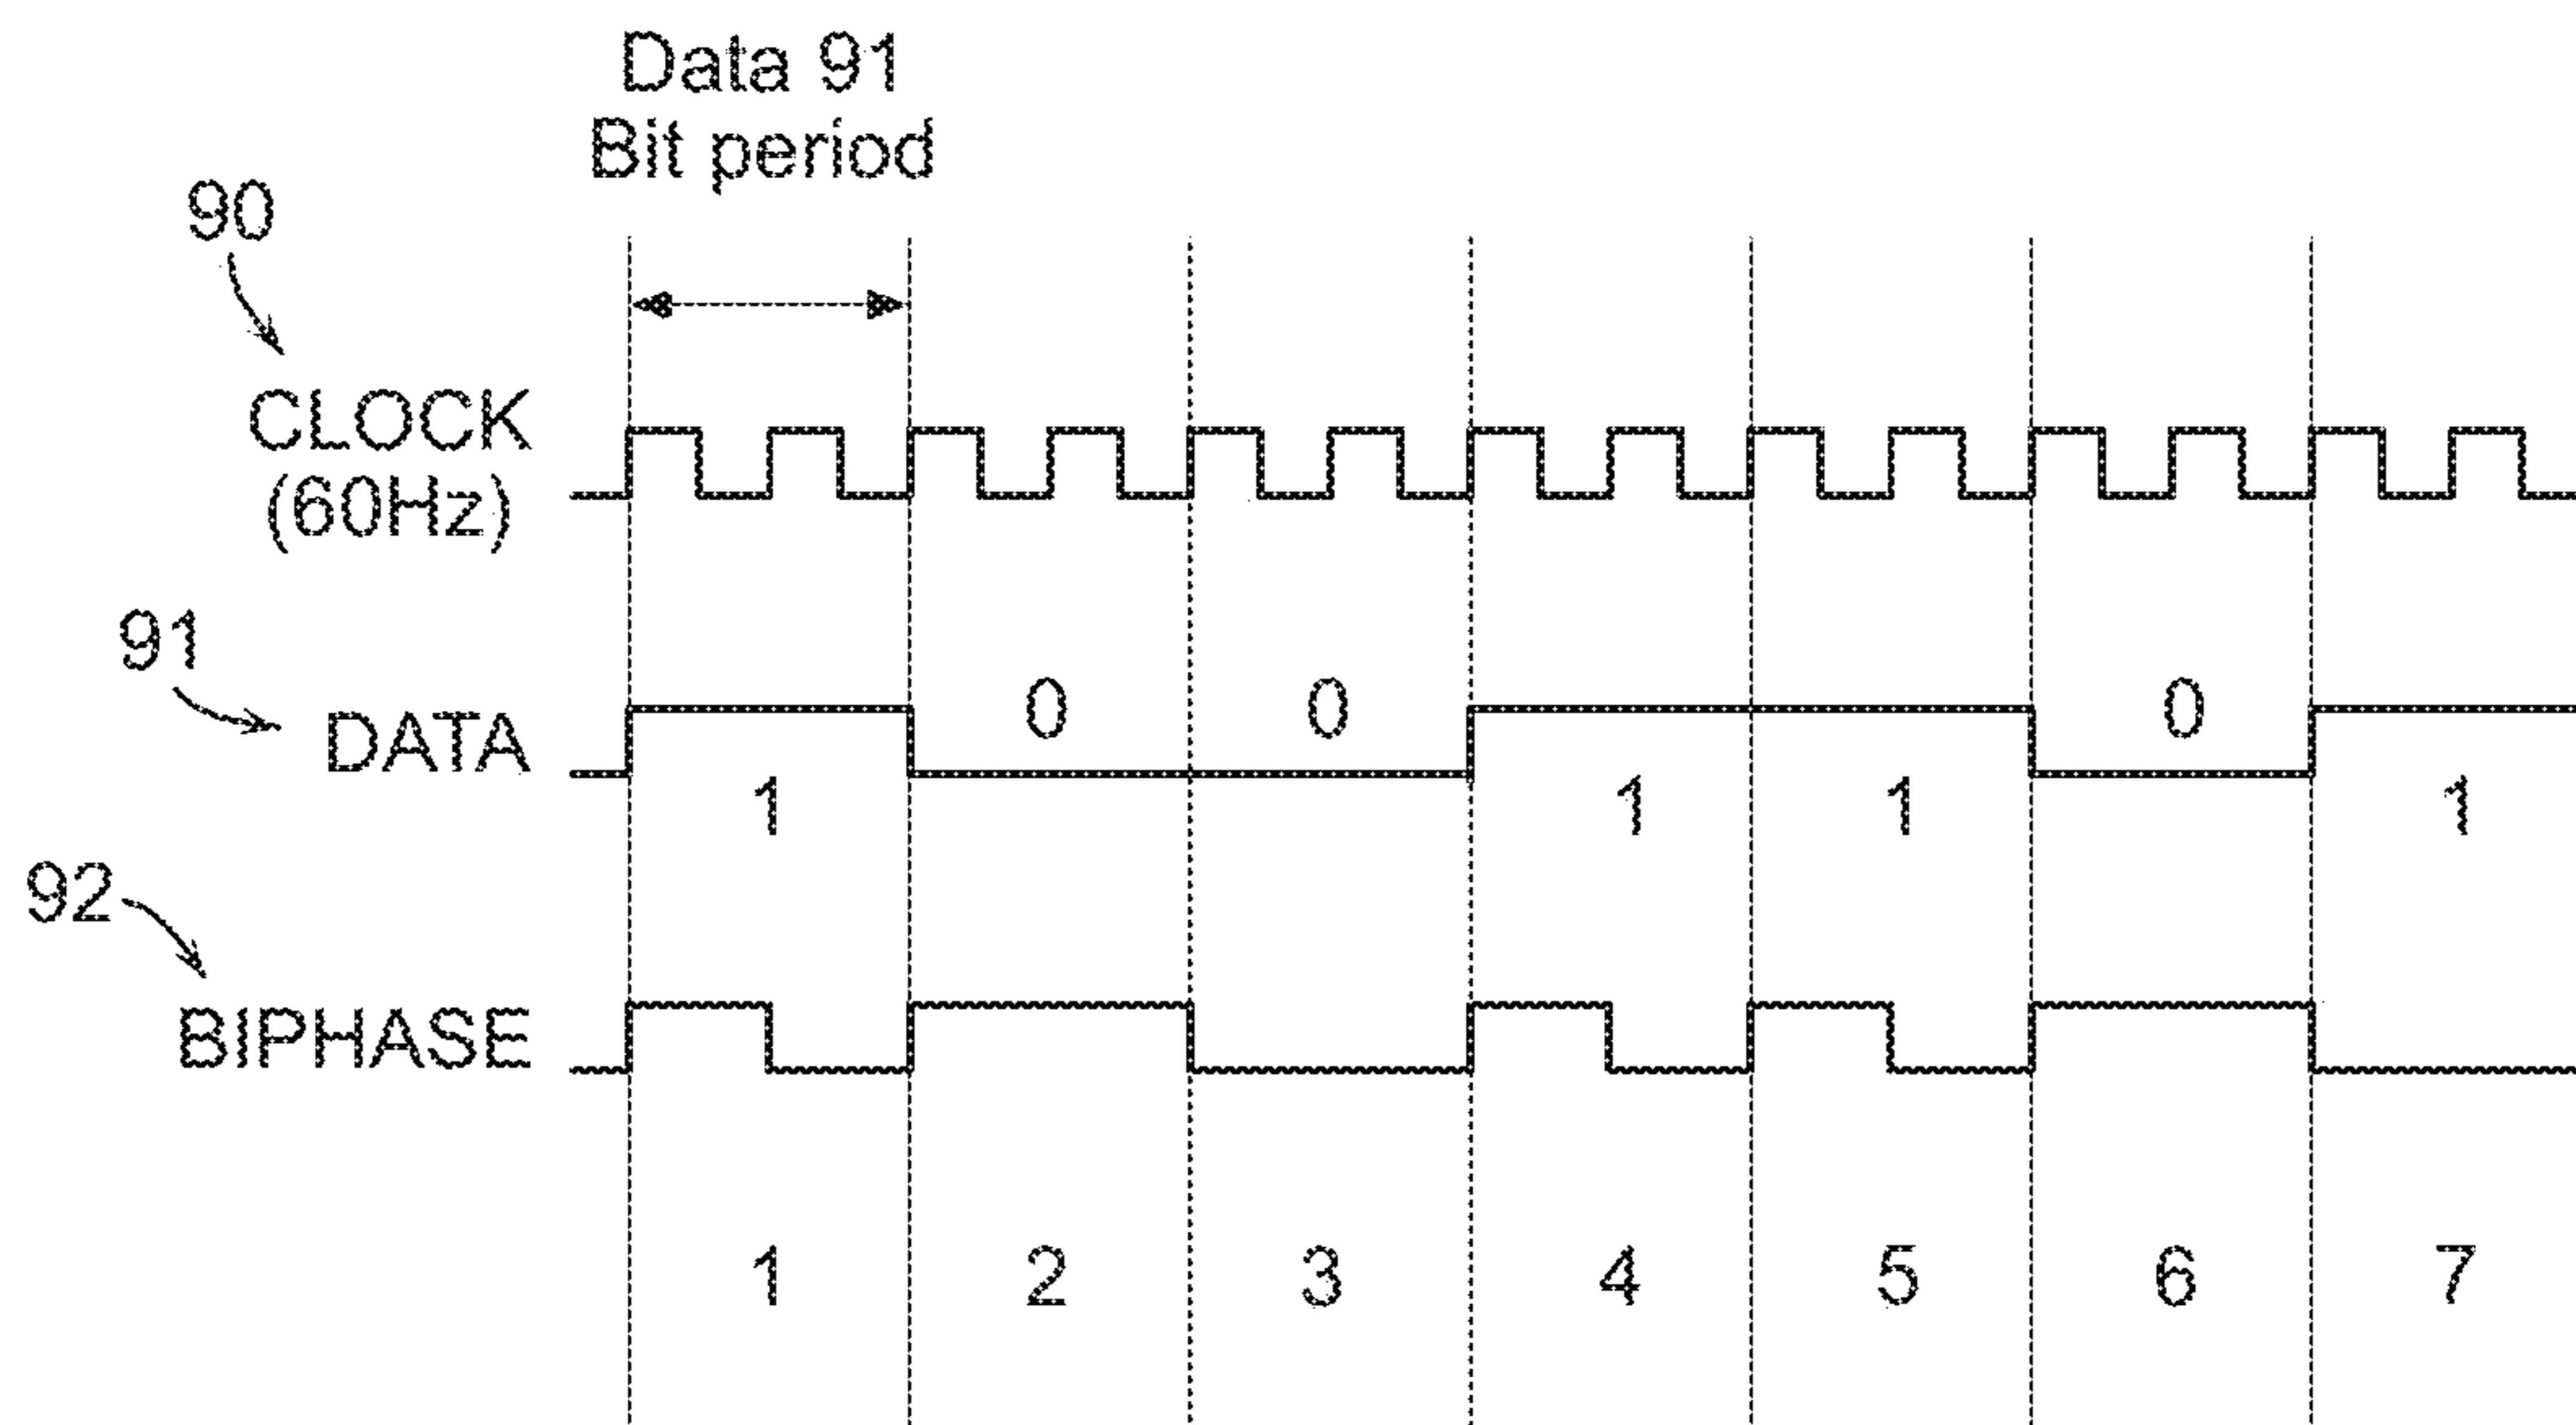 Data 91
Bit period
90
CLOCK
(60Hz)
91
DATA
0 0 0
1 1 1 1
92
BIPHASE
1 2 3 4 5 6 7